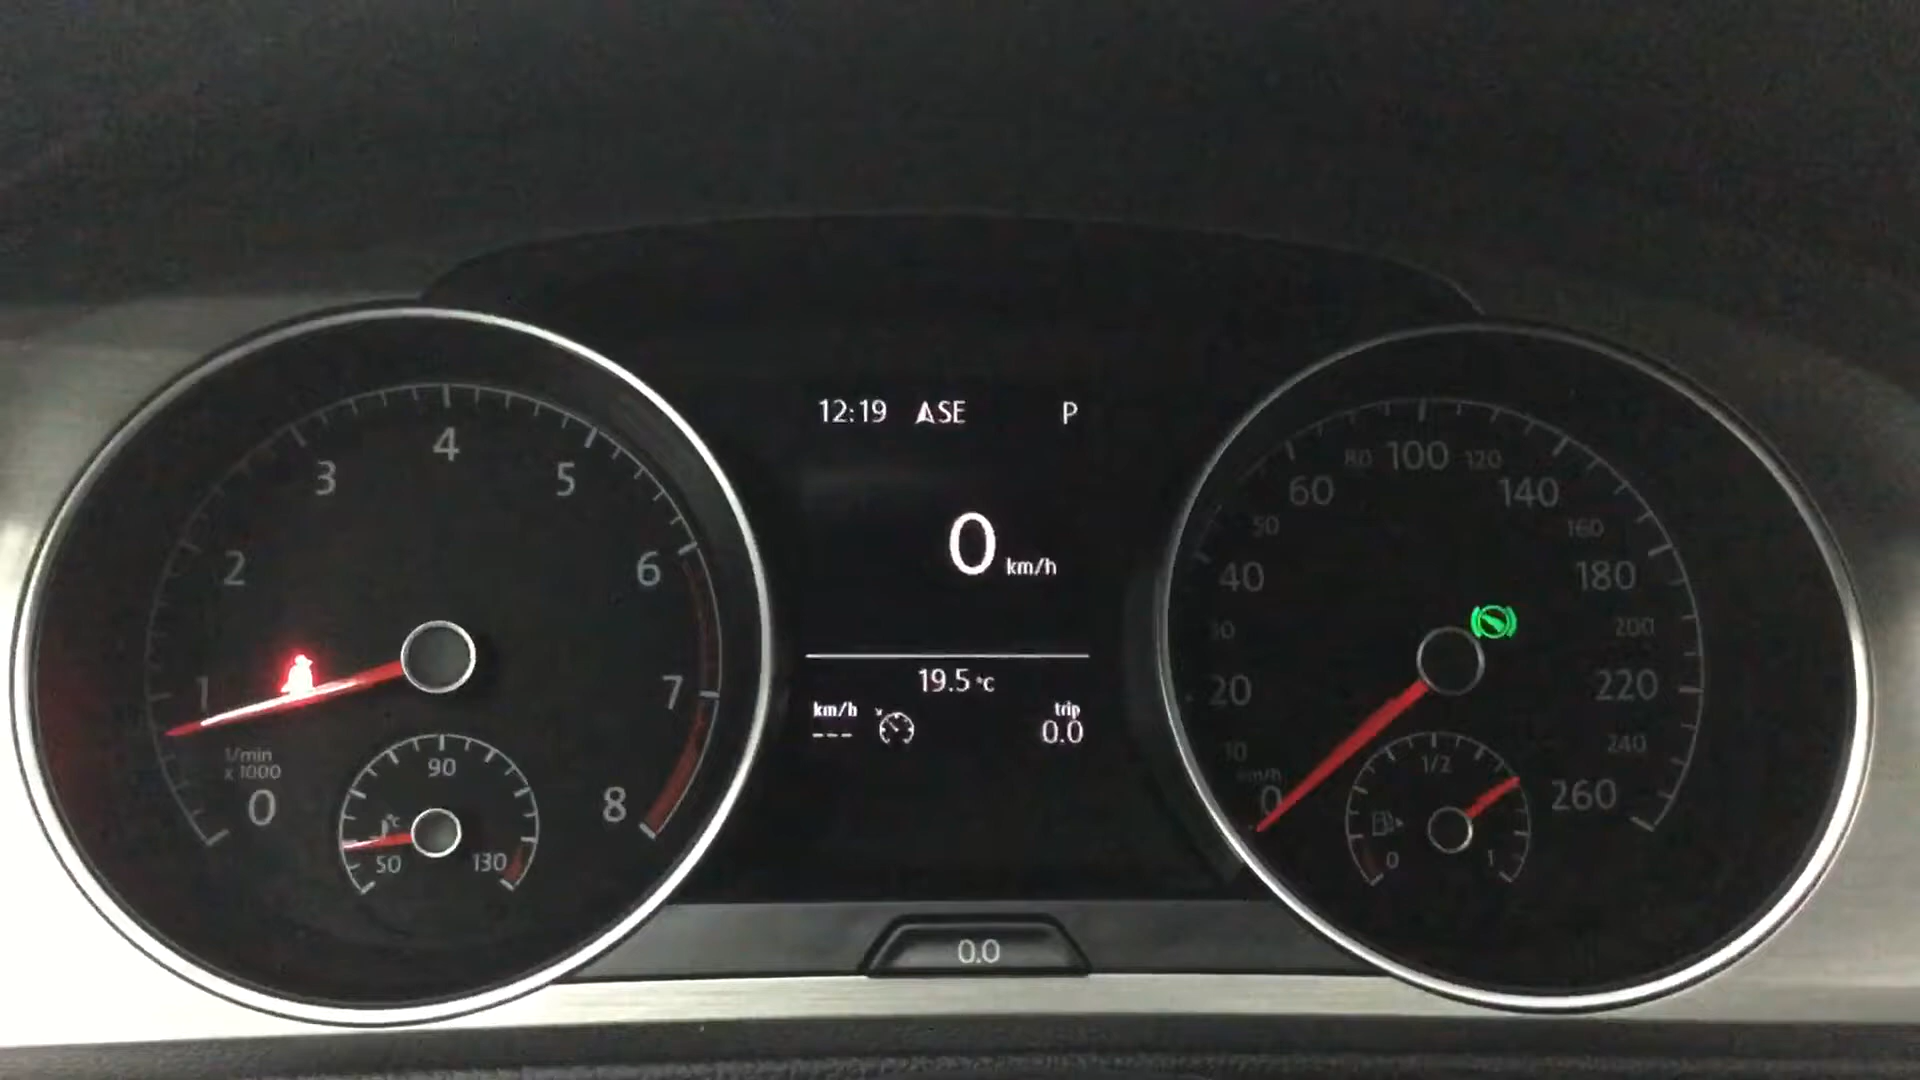 12:19 ASE P
0 km/h
19.5 °C
km/h trip
--- 0.0
0.0
0 1 2 3 4 5 6 7 8
1/min
x 1000
50 90 130
°C
0 10 20 40 50 60 80 100 120 140 160 180 200 220 240 260
km/h
0 1/2 1